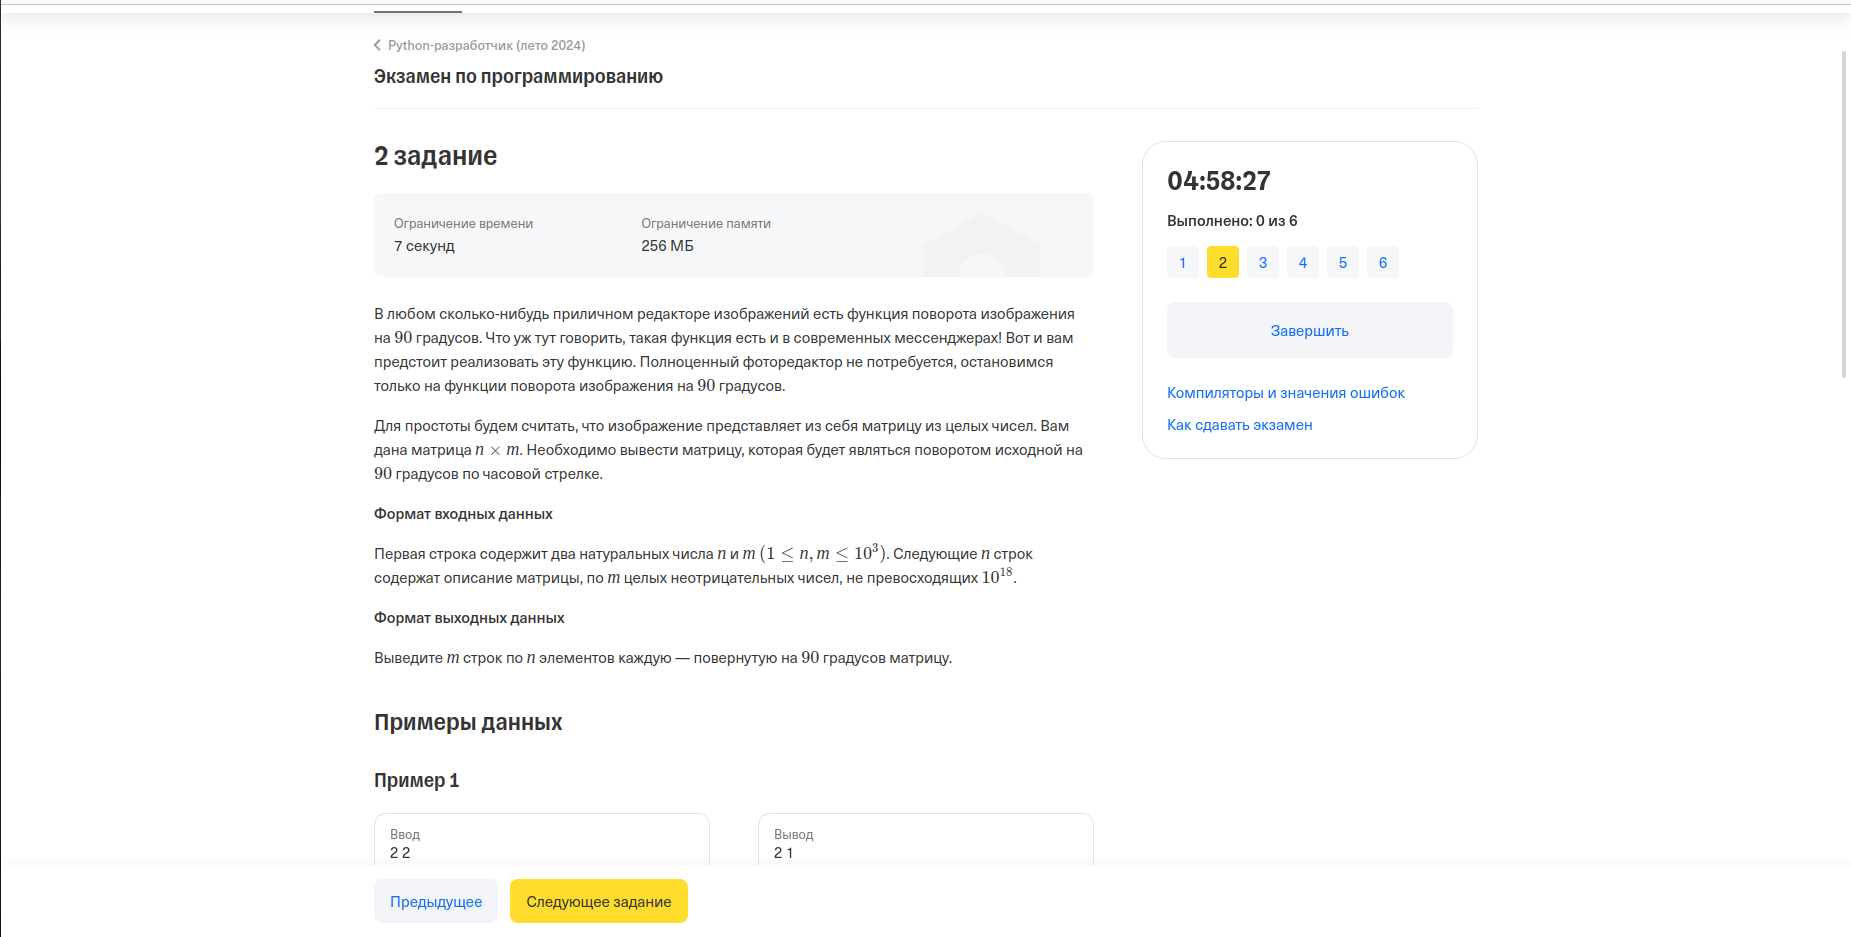 Python-разработчик (лето 2024)
Экзамен по программированию
2 задание
Ограничение времени
7 секунд
Ограничение памяти
256 МБ
В любом сколько-нибудь приличном редакторе изображений есть функция поворота изображения
на 90 градусов. Что уж тут говорить, такая функция есть и в современных мессенджерах! Вот и вам
предстоит реализовать эту функцию. Полноценный фоторедактор не потребуется, остановимся
только на функции поворота изображения на 90 градусов.
Для простоты будем считать, что изображение представляет из себя матрицу из целых чисел. Вам
дана матрица n × m. Необходимо вывести матрицу, которая будет являться поворотом исходной на
90 градусов по часовой стрелке.
Формат входных данных
Первая строка содержит два натуральных числа n и m (1 ≤ n, m ≤ 10³). Следующие n строк
содержат описание матрицы, по m целых неотрицательных чисел, не превосходящих 10¹⁸.
Формат выходных данных
Выведите m строк по n элементов каждую — повернутую на 90 градусов матрицу.
Примеры данных
Пример 1
Ввод
2 2
Вывод
2 1
Предыдущее
Следующее задание
04:58:27
Выполнено: 0 из 6
1 2 3 4 5 6
Завершить
Компиляторы и значения ошибок
Как сдавать экзамен